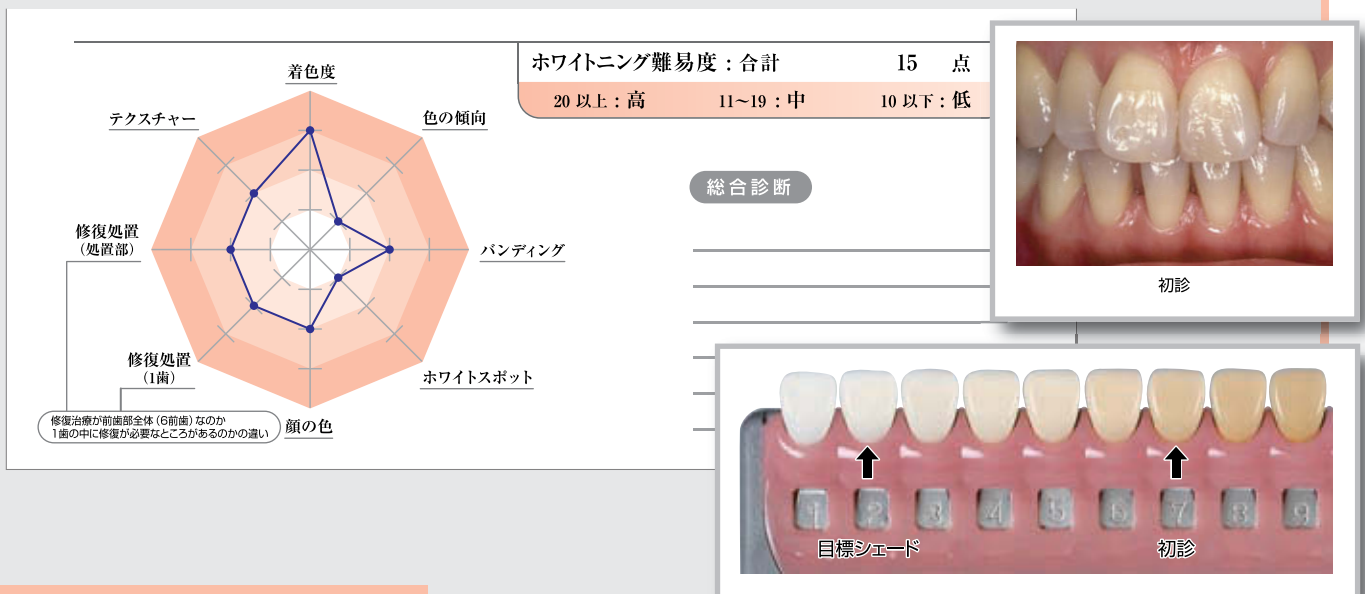 ホワイトニング難易度：合計 15 点
20 以上：高 11〜19：中 10 以下：低
着色度
テクスチャー
色の傾向
修復処置
（処置部）
バンディング
修復処置
（1歯）
ホワイトスポット
顔の色
修復治療が前歯部全体（6前歯）なのか
1歯の中に修復が必要なところがあるのかの違い
総合診断
初診
1 2 3 4 5 6 7 8 9
目標シェード 初診